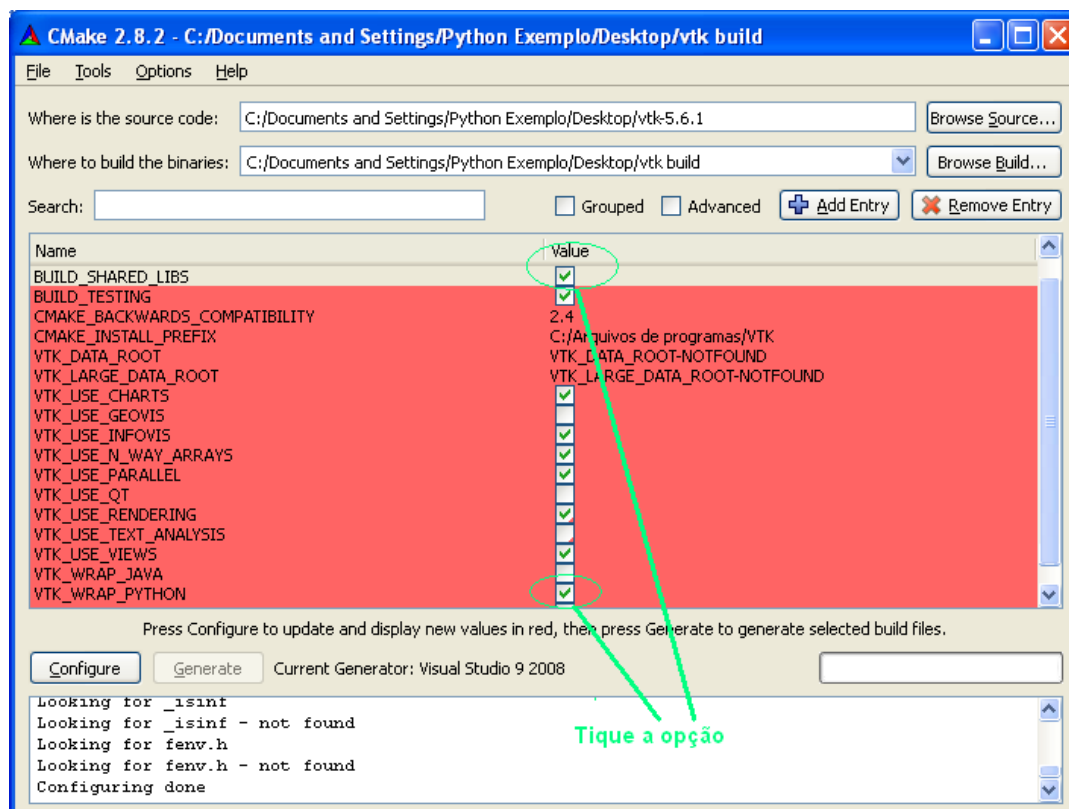 CMake 2.8.2 - C:/Documents and Settings/Python Exemplo/Desktop/vtk build
File Tools Options Help
Where is the source code: C:/Documents and Settings/Python Exemplo/Desktop/vtk-5.6.1 Browse Source...
Where to build the binaries: C:/Documents and Settings/Python Exemplo/Desktop/vtk build Browse Build...
Search: Grouped Advanced Add Entry Remove Entry
Name Value
BUILD_SHARED_LIBS
BUILD_TESTING
CMAKE_BACKWARDS_COMPATIBILITY 2.4
CMAKE_INSTALL_PREFIX C:/Arquivos de programas/VTK
VTK_DATA_ROOT VTK_DATA_ROOT-NOTFOUND
VTK_LARGE_DATA_ROOT VTK_LARGE_DATA_ROOT-NOTFOUND
VTK_USE_CHARTS
VTK_USE_GEOVIS
VTK_USE_INFOVIS
VTK_USE_N_WAY_ARRAYS
VTK_USE_PARALLEL
VTK_USE_QT
VTK_USE_RENDERING
VTK_USE_TEXT_ANALYSIS
VTK_USE_VIEWS
VTK_WRAP_JAVA
VTK_WRAP_PYTHON
Press Configure to update and display new values in red, then press Generate to generate selected build files.
Configure Generate Current Generator: Visual Studio 9 2008
Looking for _isinf
Looking for _isinf - not found
Looking for fenv.h
Looking for fenv.h - not found
Configuring done
Tique a opção